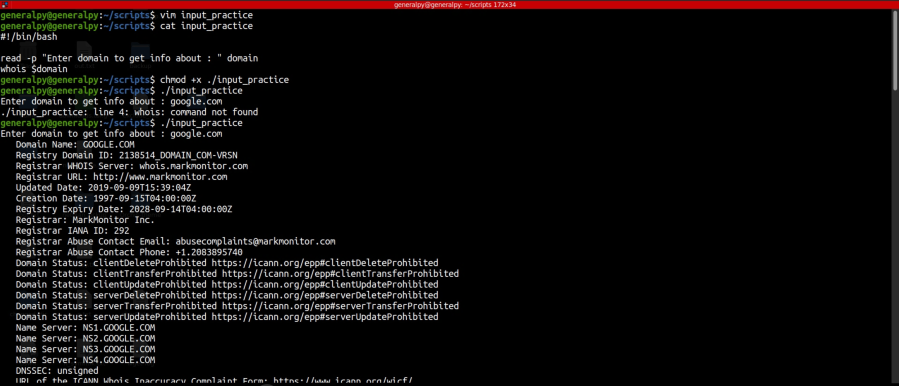 generalpy@generalpy: ~/scripts 172x34
generalpy@generalpy:~/scripts$ vim input_practice
generalpy@generalpy:~/scripts$ cat input_practice
#!/bin/bash
read -p "Enter domain to get info about : " domain
whois $domain
generalpy@generalpy:~/scripts$ chmod +x ./input_practice
generalpy@generalpy:~/scripts$ ./input_practice
Enter domain to get info about : google.com
./input_practice: line 4: whois: command not found
generalpy@generalpy:~/scripts$ ./input_practice
Enter domain to get info about : google.com
Domain Name: GOOGLE.COM
Registry Domain ID: 2138514_DOMAIN_COM-VRSN
Registrar WHOIS Server: whois.markmonitor.com
Registrar URL: http://www.markmonitor.com
Updated Date: 2019-09-09T15:39:04Z
Creation Date: 1997-09-15T04:00:00Z
Registry Expiry Date: 2028-09-14T04:00:00Z
Registrar: MarkMonitor Inc.
Registrar IANA ID: 292
Registrar Abuse Contact Email: abusecomplaints@markmonitor.com
Registrar Abuse Contact Phone: +1.2083895740
Domain Status: clientDeleteProhibited https://icann.org/epp#clientDeleteProhibited
Domain Status: clientTransferProhibited https://icann.org/epp#clientTransferProhibited
Domain Status: clientUpdateProhibited https://icann.org/epp#clientUpdateProhibited
Domain Status: serverDeleteProhibited https://icann.org/epp#serverDeleteProhibited
Domain Status: serverTransferProhibited https://icann.org/epp#serverTransferProhibited
Domain Status: serverUpdateProhibited https://icann.org/epp#serverUpdateProhibited
Name Server: NS1.GOOGLE.COM
Name Server: NS2.GOOGLE.COM
Name Server: NS3.GOOGLE.COM
Name Server: NS4.GOOGLE.COM
DNSSEC: unsigned
URL of the ICANN Whois Inaccuracy Complaint Form: https://www.icann.org/wicf/